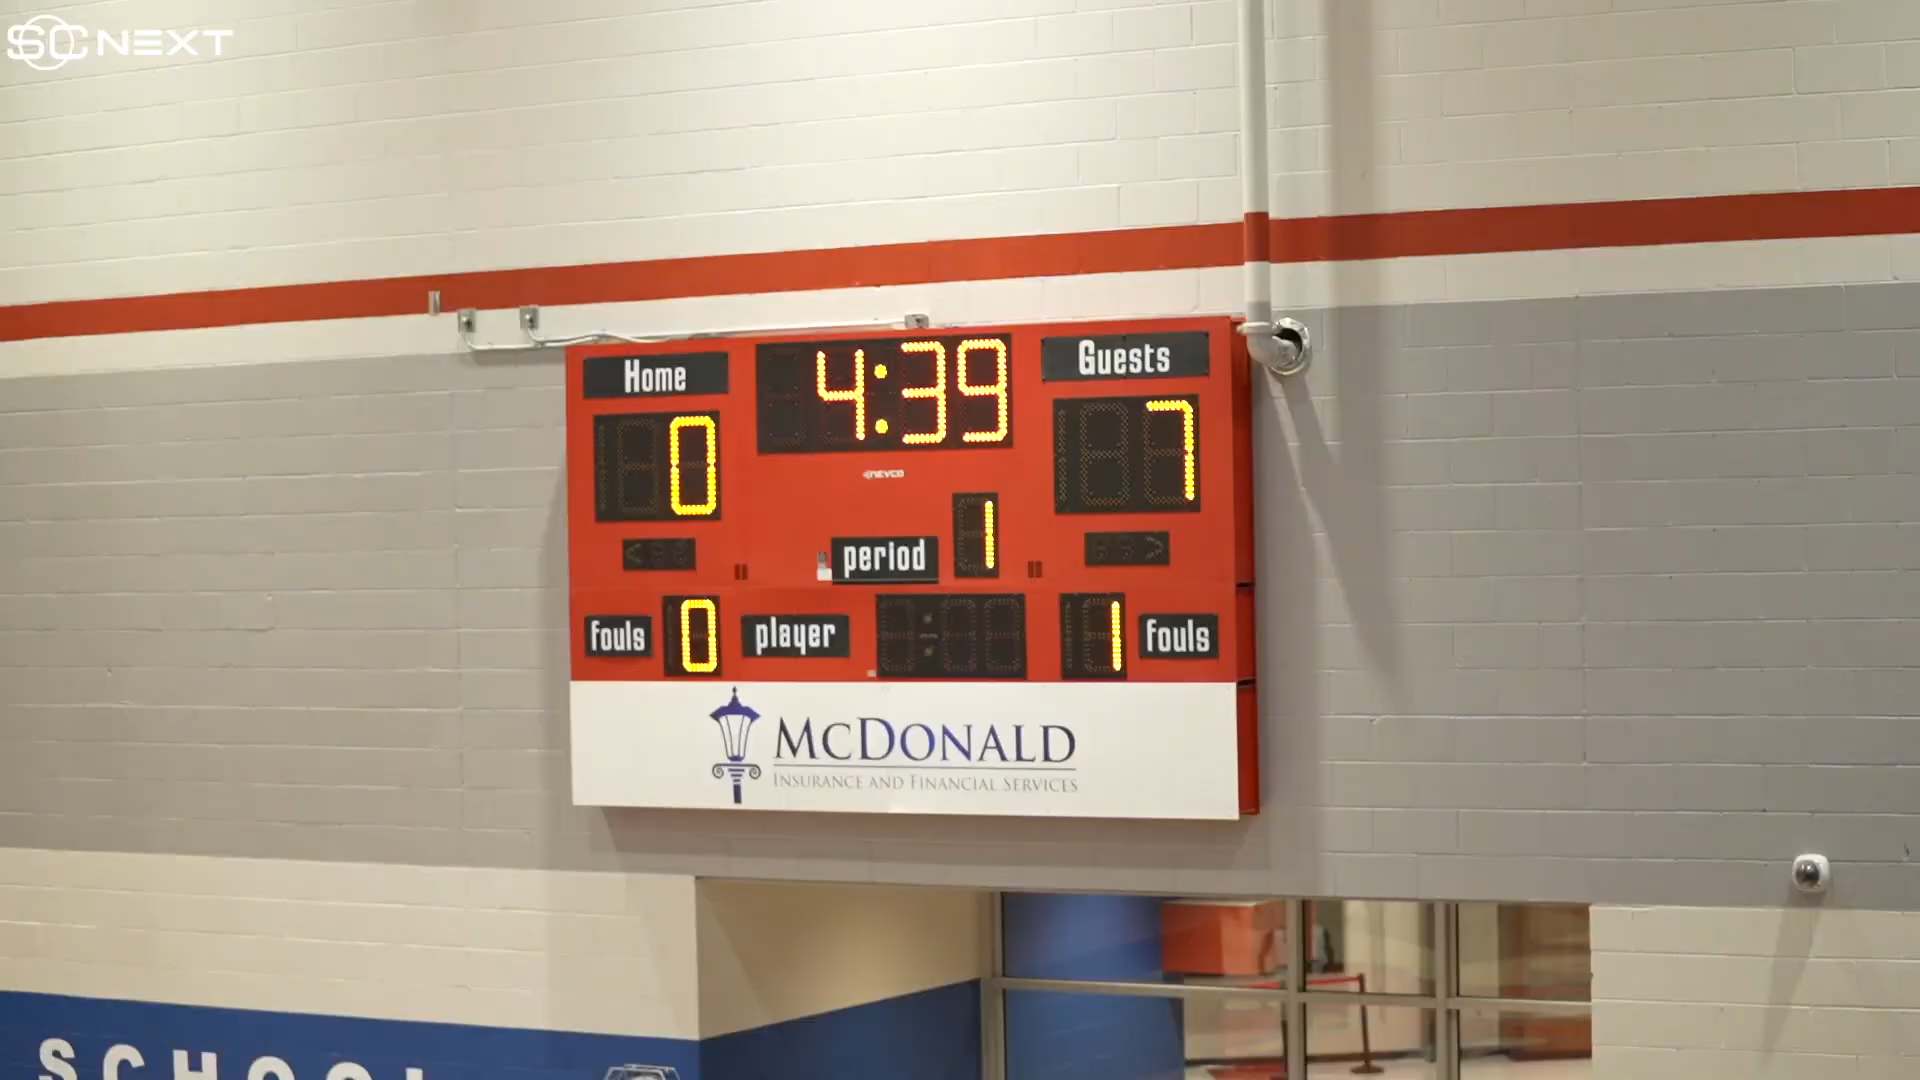 SC NEXT
Home
4:39
Guests
0
7
NEVCO
period
1
fouls
0
player
1
fouls
McDONALD
INSURANCE AND FINANCIAL SERVICES
SCHOOL